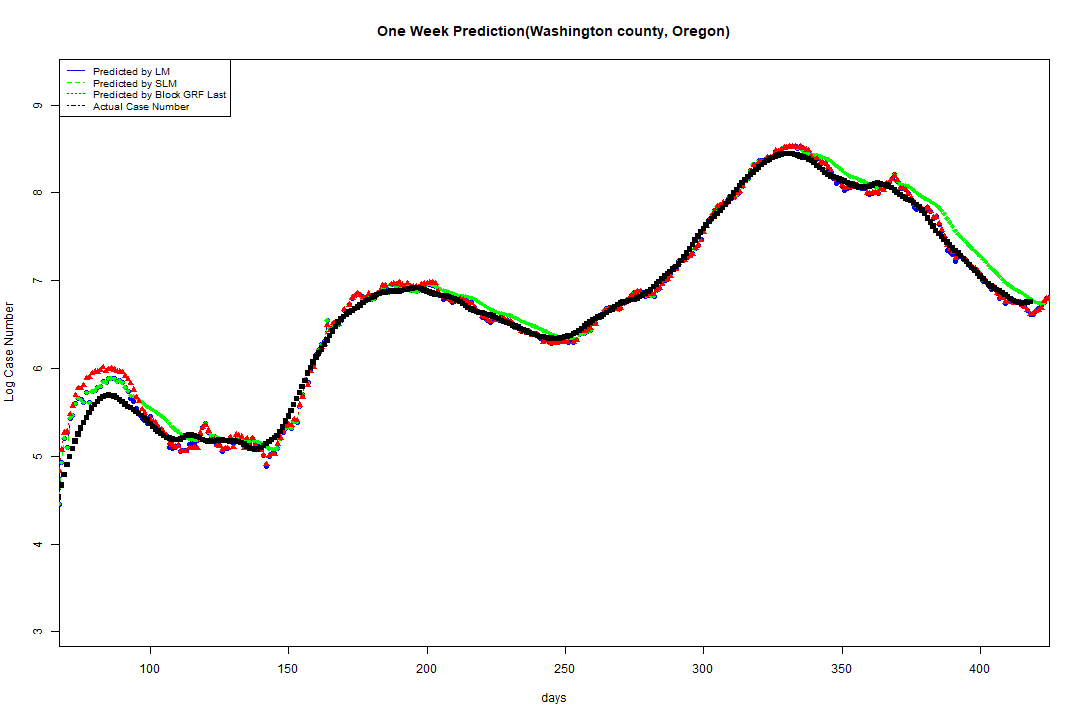 One Week Prediction(Washington county, Oregon)
Predicted by LM
Predicted by SLM
Predicted by Block GRF Last
Actual Case Number
9
8
7
6
5
4
3
Log Case Number
100 150 200 250 300 350 400
days